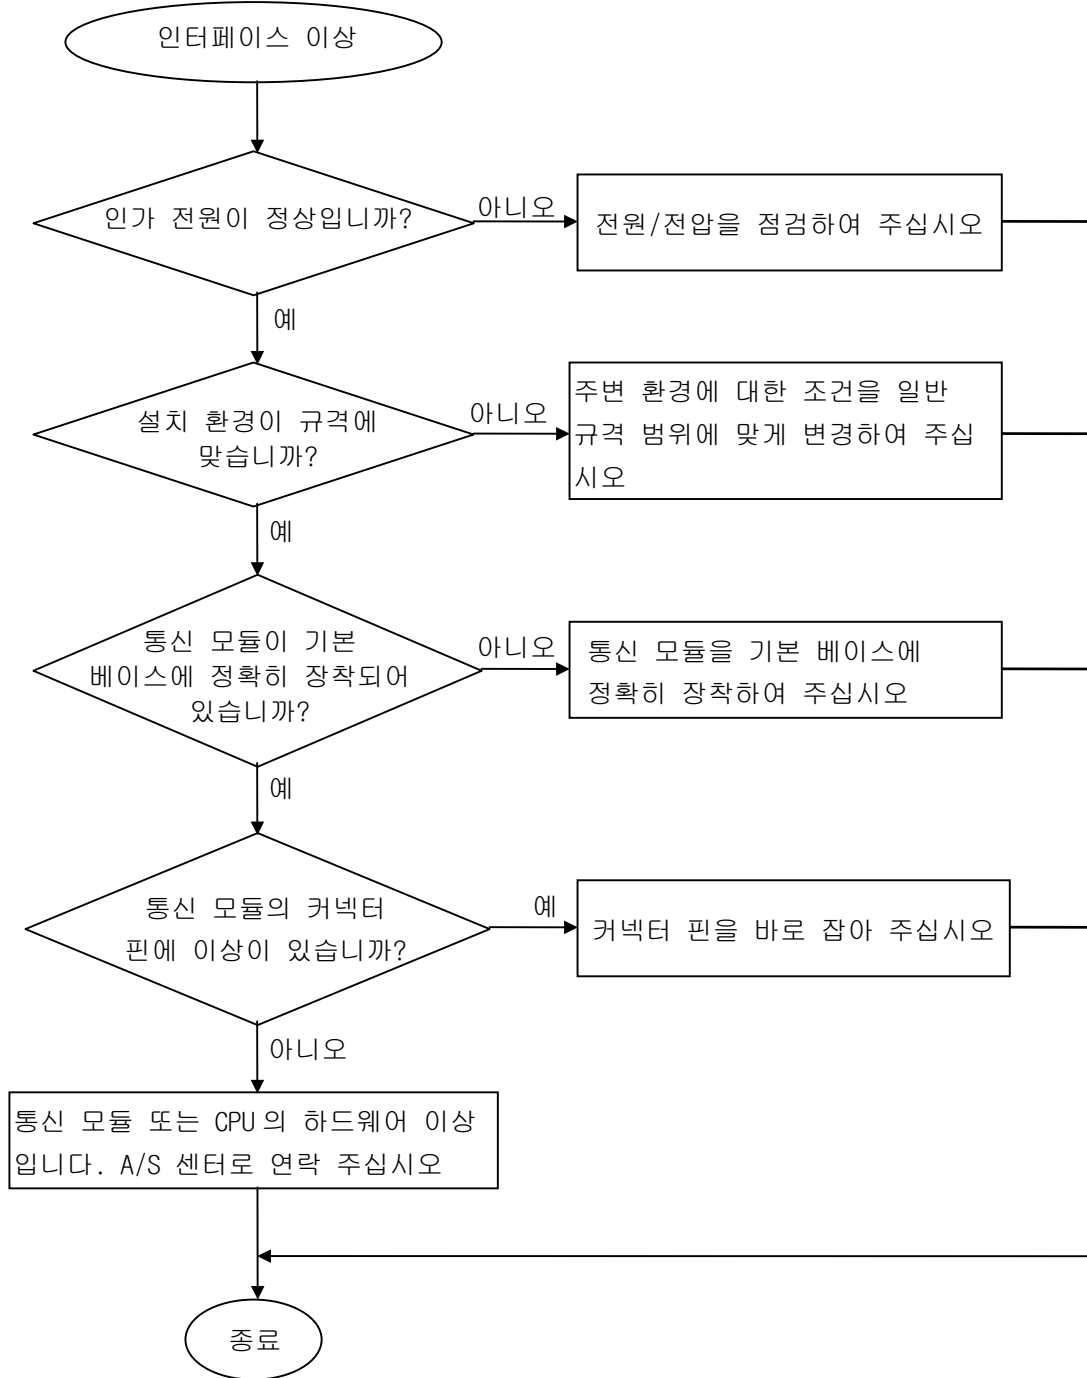 인터페이스 이상
인가 전원이 정상입니까?
아니오
전원/전압을 점검하여 주십시오
예
설치 환경이 규격에
맞습니까?
아니오
주변 환경에 대한 조건을 일반
규격 범위에 맞게 변경하여 주십
시오
예
통신 모듈이 기본
베이스에 정확히 장착되어
있습니까?
아니오
통신 모듈을 기본 베이스에
정확히 장착하여 주십시오
예
통신 모듈의 커넥터
핀에 이상이 있습니까?
예
커넥터 핀을 바로 잡아 주십시오
아니오
통신 모듈 또는 CPU의 하드웨어 이상
입니다. A/S 센터로 연락 주십시오
종료